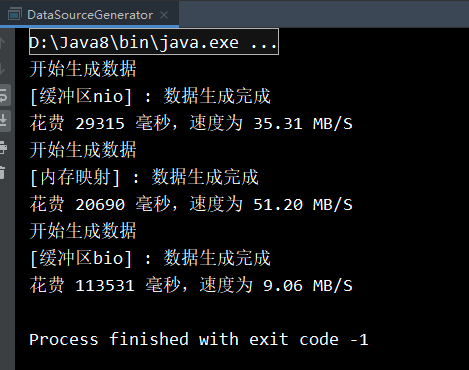 DataSourceGenerator
D:\Java8\bin\java.exe ...
开始生成数据
[缓冲区nio] : 数据生成完成
花费 29315 毫秒，速度为 35.31 MB/S
开始生成数据
[内存映射] : 数据生成完成
花费 20690 毫秒，速度为 51.20 MB/S
开始生成数据
[缓冲区bio] : 数据生成完成
花费 113531 毫秒，速度为 9.06 MB/S
Process finished with exit code -1